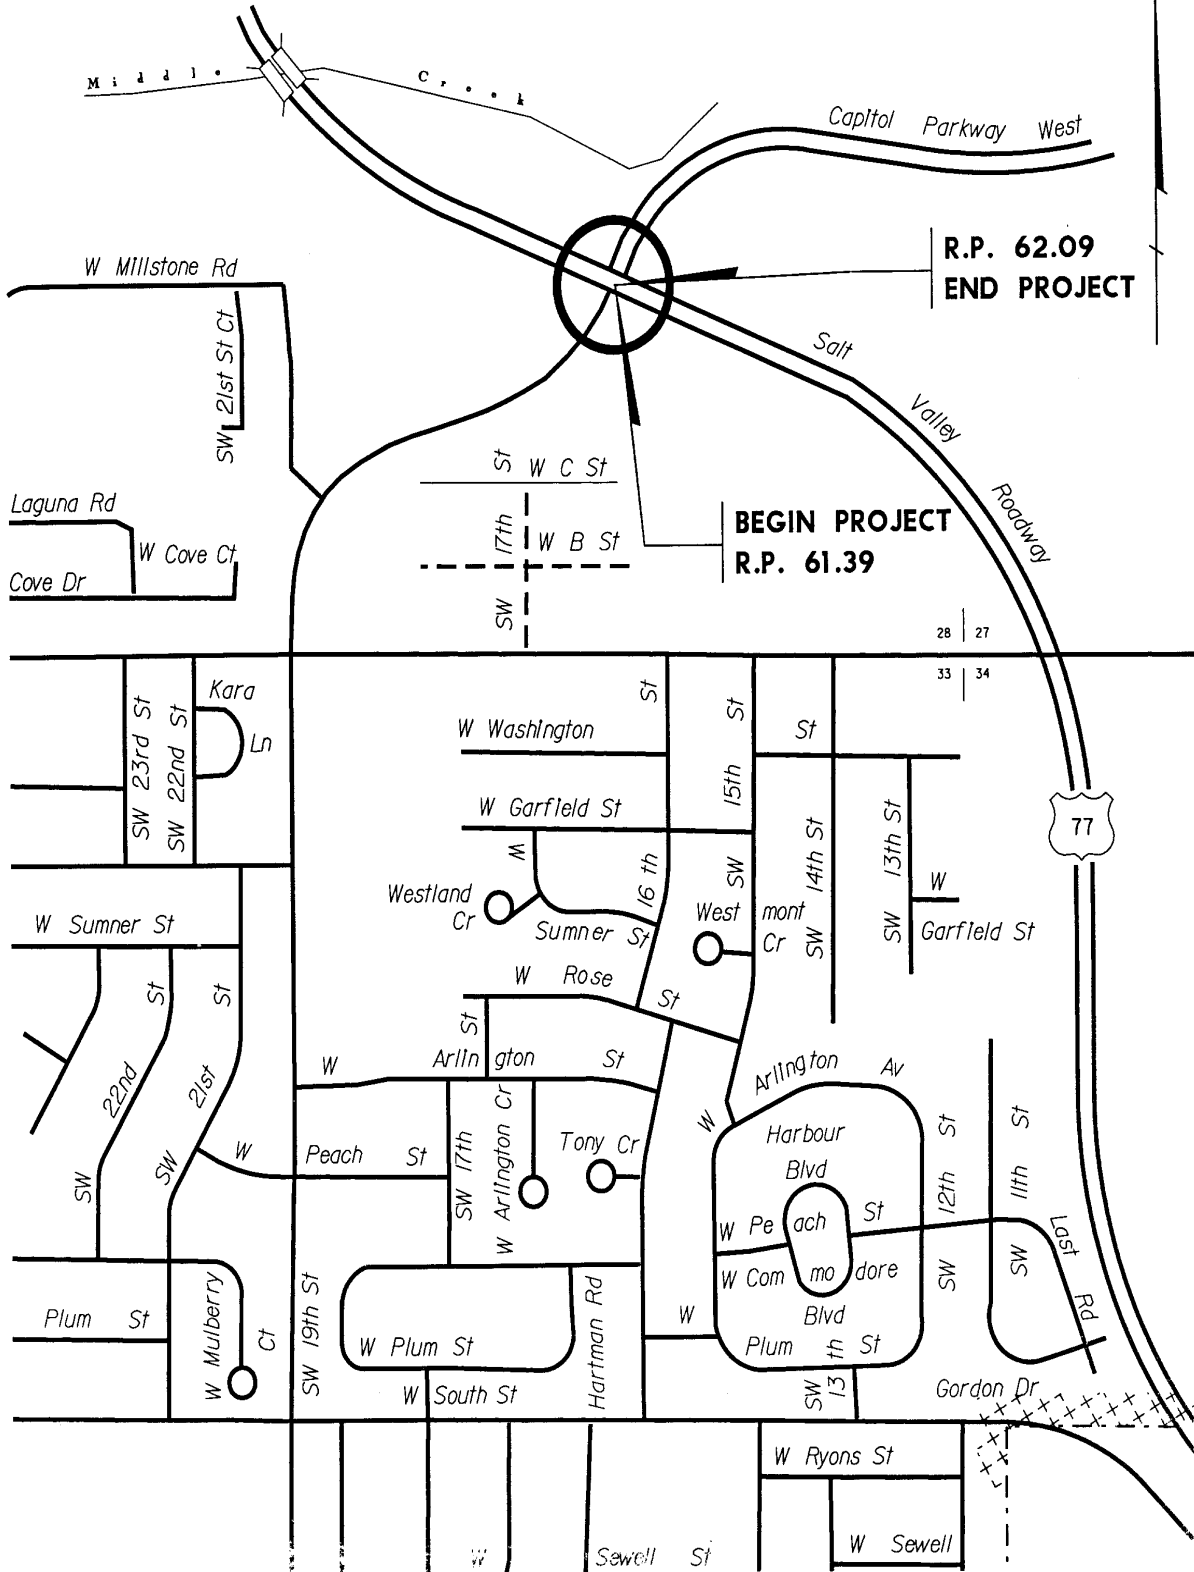 Middle Creek
Capitol Parkway West
R.P. 62.09
END PROJECT
W Millstone Rd
SW 21st St Ct
Salt Valley Roadway
SW 17th St
W C St
Laguna Rd
BEGIN PROJECT
R.P. 61.39
W B St
W Cove Ct
Cove Dr
28 27
33 34
Kara Ln
SW 23rd St
SW 22nd St
W Washington St
16 th St
SW 15th St
W Garfield St
77
SW 14th St
SW 13th St
W
Garfield St
Westland Cr
W Sumner St
West mont Cr
W Sumner St
W Rose St
SW 22nd St
SW 21st St
St
W Arlin gton St
W Arlington Av
W Arlington Cr
Harbour Blvd
W Peach St
SW 17th
Tony Cr
SW 12th St
SW 11th St
W Pe ach St
Last Rd
W Com mo dore
Blvd
W Mulberry Ct
SW 19th St
Plum St
W Plum St
Hartman Rd
W Plum St
SW 13 th
W South St
Gordon Dr
W Ryons St
W Sewell St
W Sewell